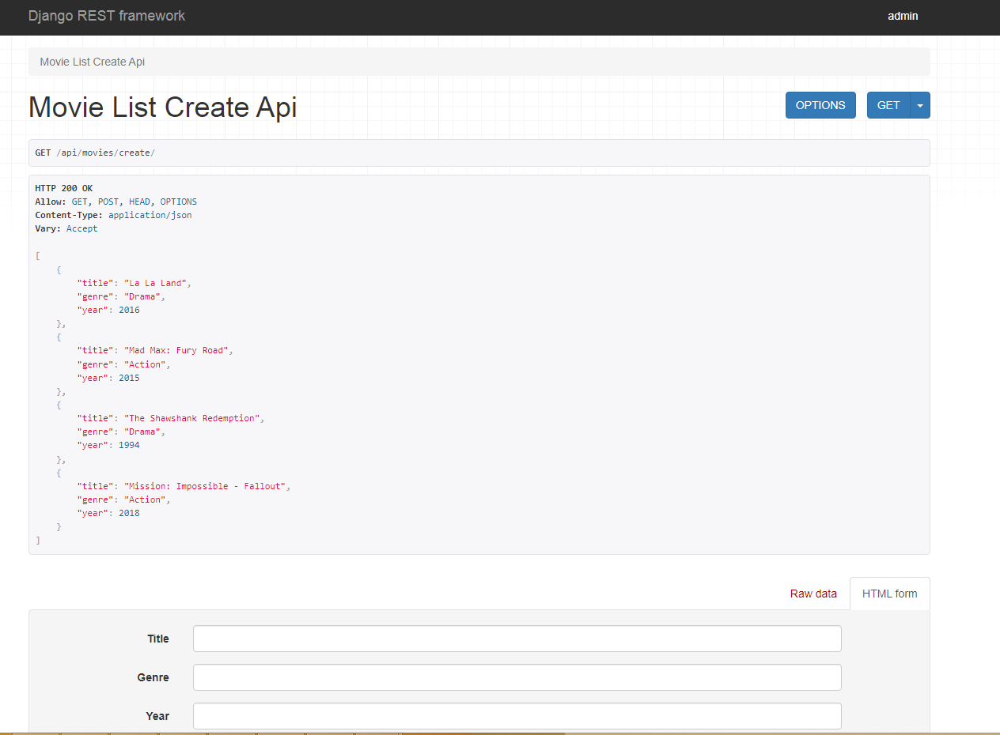 Django REST framework
admin
Movie List Create Api
Movie List Create Api
OPTIONS
GET
GET /api/movies/create/
HTTP 200 OK
Allow: GET, POST, HEAD, OPTIONS
Content-Type: application/json
Vary: Accept
[
    {
        "title": "La La Land",
        "genre": "Drama",
        "year": 2016
    },
    {
        "title": "Mad Max: Fury Road",
        "genre": "Action",
        "year": 2015
    },
    {
        "title": "The Shawshank Redemption",
        "genre": "Drama",
        "year": 1994
    },
    {
        "title": "Mission: Impossible - Fallout",
        "genre": "Action",
        "year": 2018
    }
]
Raw data
HTML form
Title
Genre
Year